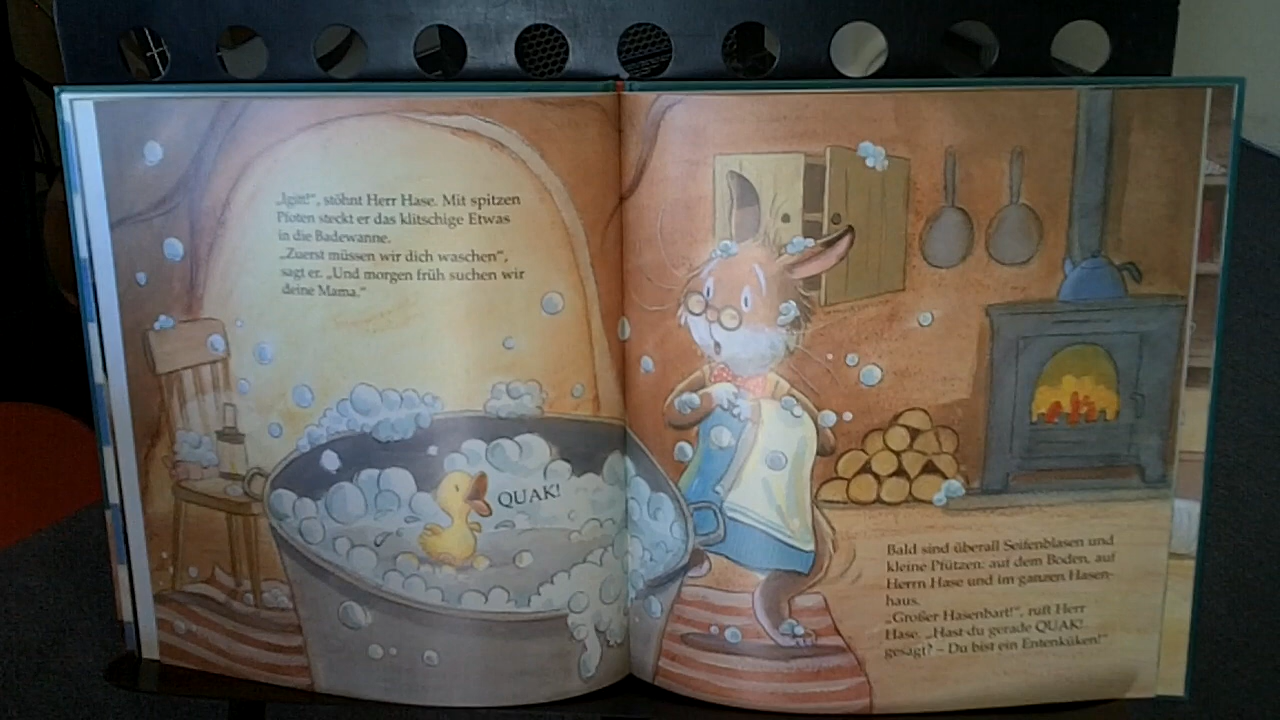 „Igitt!“, stöhnt Herr Hase. Mit spitzen
Pfoten steckt er das klitschige Etwas
in die Badewanne.
„Zuerst müssen wir dich waschen“,
sagt er. „Und morgen früh suchen wir
deine Mama.“
QUAK!
Bald sind überall Seifenblasen und
kleine Pfützen: auf dem Boden, auf
Herrn Hase und im ganzen Hasen-
haus.
„Großer Hasenbart!“, ruft Herr
Hase. „Hast du gerade QUAK!
gesagt? – Du bist ein Entenküken!“